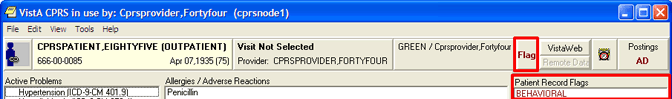 VistA CPRS in use by: Cprsprovider,Fortyfour (cprsnode1)
File Edit View Tools Help
CPRSPATIENT,EIGHTYFIVE (OUTPATIENT) Visit Not Selected GREEN / Cprsprovider,Fortyfour Flag VistaWeb Postings
666-00-0085 Apr 07,1935 (75) Provider: CPRSPROVIDER,FORTYFOUR Remote Data AD
Active Problems Allergies / Adverse Reactions Patient Record Flags
Hypertension (ICD-9-CM 401.9) Penicillin BEHAVIORAL